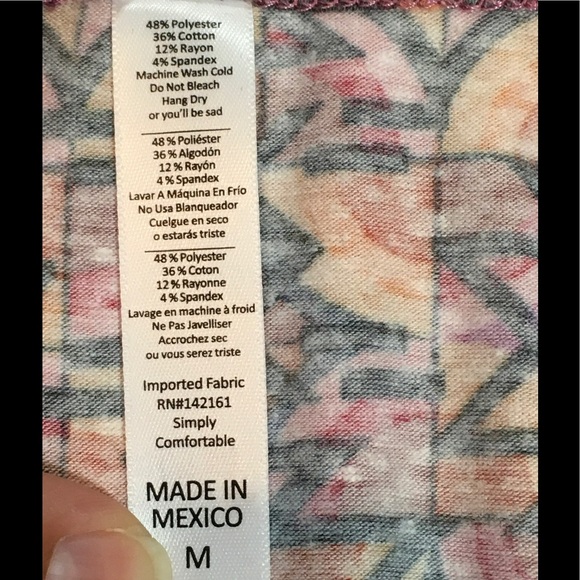 48% Polyester
36% Cotton
12% Rayon
4% Spandex
Machine Wash Cold
Do Not Bleach
Hang Dry
or you'll be sad
48% Poliéster
36% Algodón
12% Rayón
4% Spandex
Lavar A Máquina En Frío
No Usa Blanqueador
Cuelgue en seco
o estarás triste
48% Polyester
36% Coton
12% Rayonne
4% Spandex
Lavage en machine à froid
Ne Pas Javelliser
Accrochez sec
ou vous serez triste
Imported Fabric
RN#142161
Simply
Comfortable
MADE IN
MEXICO
M